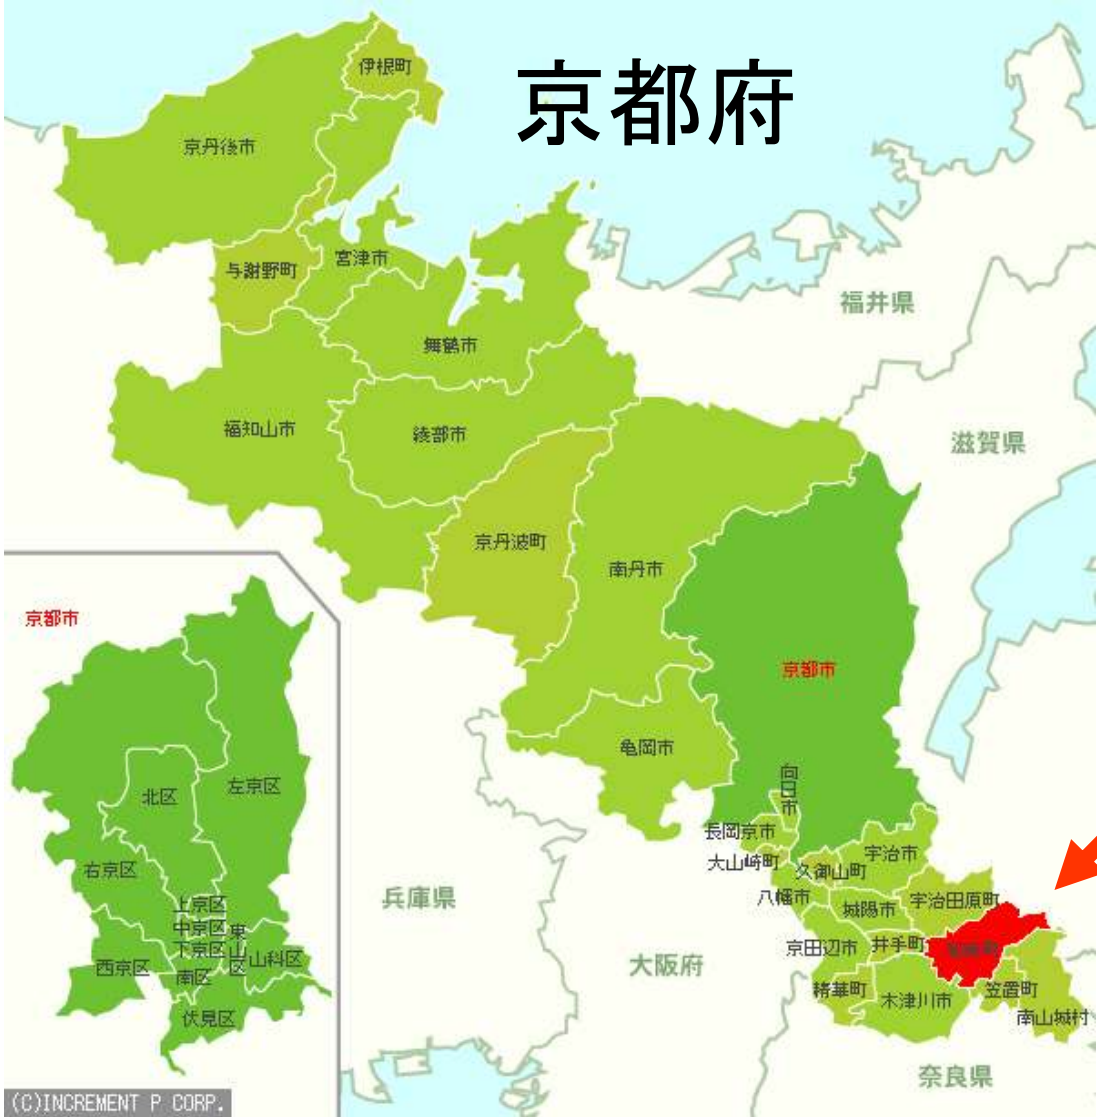 京都府
伊根町
京丹後市
与謝野町
宮津市
福井県
舞鶴市
福知山市
綾部市
滋賀県
京丹波町
南丹市
京都市
京都市
亀岡市
向日市
北区
左京区
長岡京市
宇治市
大山崎町
久御山町
右京区
兵庫県
八幡市
宇治田原町
城陽市
上京区
中京区
東山区
下京区
京田辺市
井手町
山科区
西京区
大阪府
南区
精華町
木津川市
笠置町
伏見区
南山城村
奈良県
(C)INCREMENT P CORP.